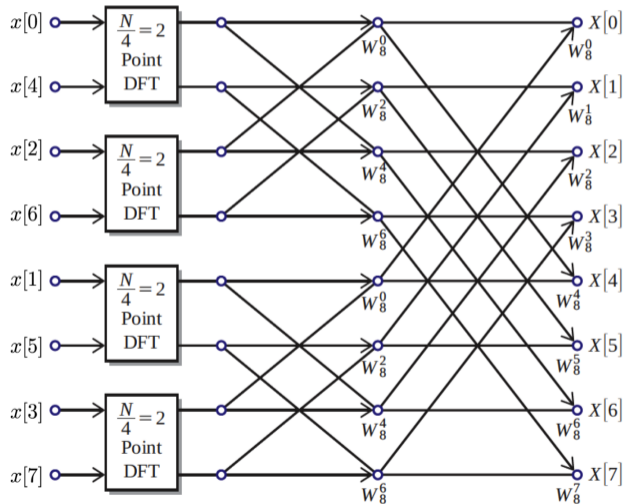 x[0] N/4 = 2 Point DFT W_8^0 X[0] W_8^0
x[4] W_8^2 X[1] W_8^1
x[2] N/4 = 2 Point DFT W_8^4 X[2] W_8^2
x[6] W_8^6 X[3] W_8^3
x[1] N/4 = 2 Point DFT W_8^0 X[4] W_8^4
x[5] W_8^2 X[5] W_8^5
x[3] N/4 = 2 Point DFT W_8^4 X[6] W_8^6
x[7] W_8^6 X[7] W_8^7